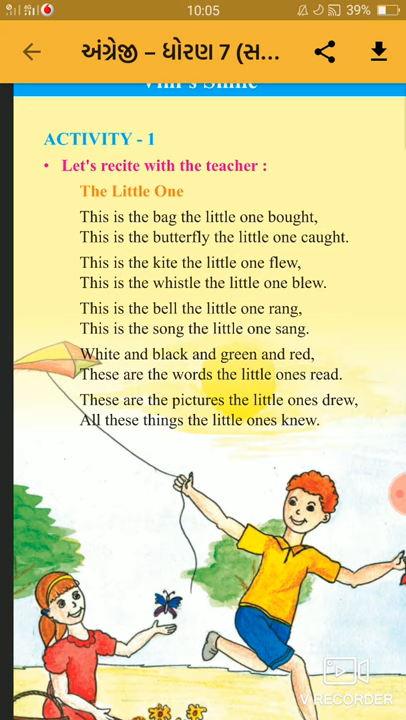 10:05
39%
અંગ્રેજી – ધોરણ 7 (સ...
ACTIVITY - 1
• Let's recite with the teacher :
The Little One
This is the bag the little one bought,
This is the butterfly the little one caught.
This is the kite the little one flew,
This is the whistle the little one blew.
This is the bell the little one rang,
This is the song the little one sang.
White and black and green and red,
These are the words the little ones read.
These are the pictures the little ones drew,
All these things the little ones knew.
V RECORDER